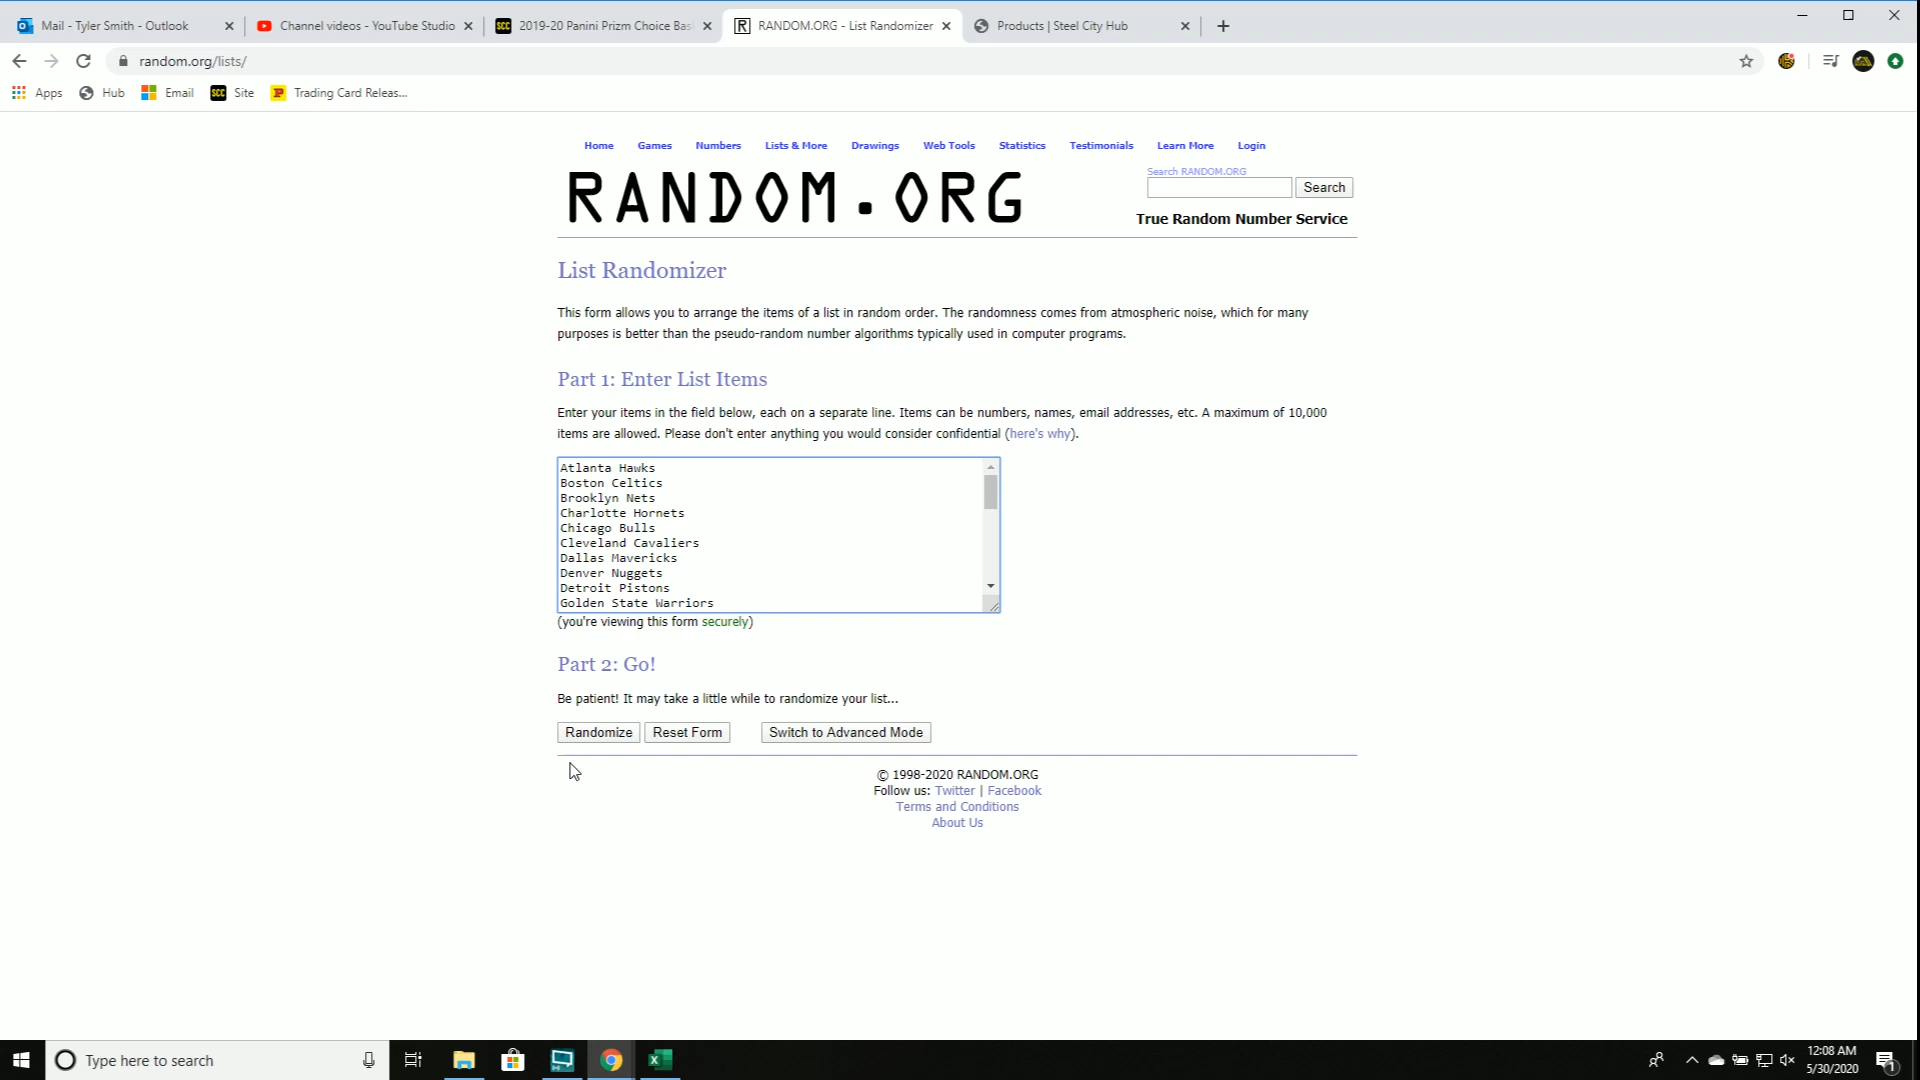 Mail - Tyler Smith - Outlook
Channel videos - YouTube Studio
SCC 2019-20 Panini Prizm Choice Bas
R RANDOM.ORG - List Randomizer
Products | Steel City Hub
random.org/lists/
Apps
Hub
Email
SCC Site
Trading Card Releas...
Home Games Numbers Lists & More Drawings Web Tools Statistics Testimonials Learn More Login
RANDOM.ORG
Search RANDOM.ORG
Search
True Random Number Service
List Randomizer
This form allows you to arrange the items of a list in random order. The randomness comes from atmospheric noise, which for many
purposes is better than the pseudo-random number algorithms typically used in computer programs.
Part 1: Enter List Items
Enter your items in the field below, each on a separate line. Items can be numbers, names, email addresses, etc. A maximum of 10,000
items are allowed. Please don't enter anything you would consider confidential (here's why).
Atlanta Hawks
Boston Celtics
Brooklyn Nets
Charlotte Hornets
Chicago Bulls
Cleveland Cavaliers
Dallas Mavericks
Denver Nuggets
Detroit Pistons
Golden State Warriors
(you're viewing this form securely)
Part 2: Go!
Be patient! It may take a little while to randomize your list...
Randomize Reset Form Switch to Advanced Mode
© 1998-2020 RANDOM.ORG
Follow us: Twitter | Facebook
Terms and Conditions
About Us
Type here to search
12:08 AM
5/30/2020
1